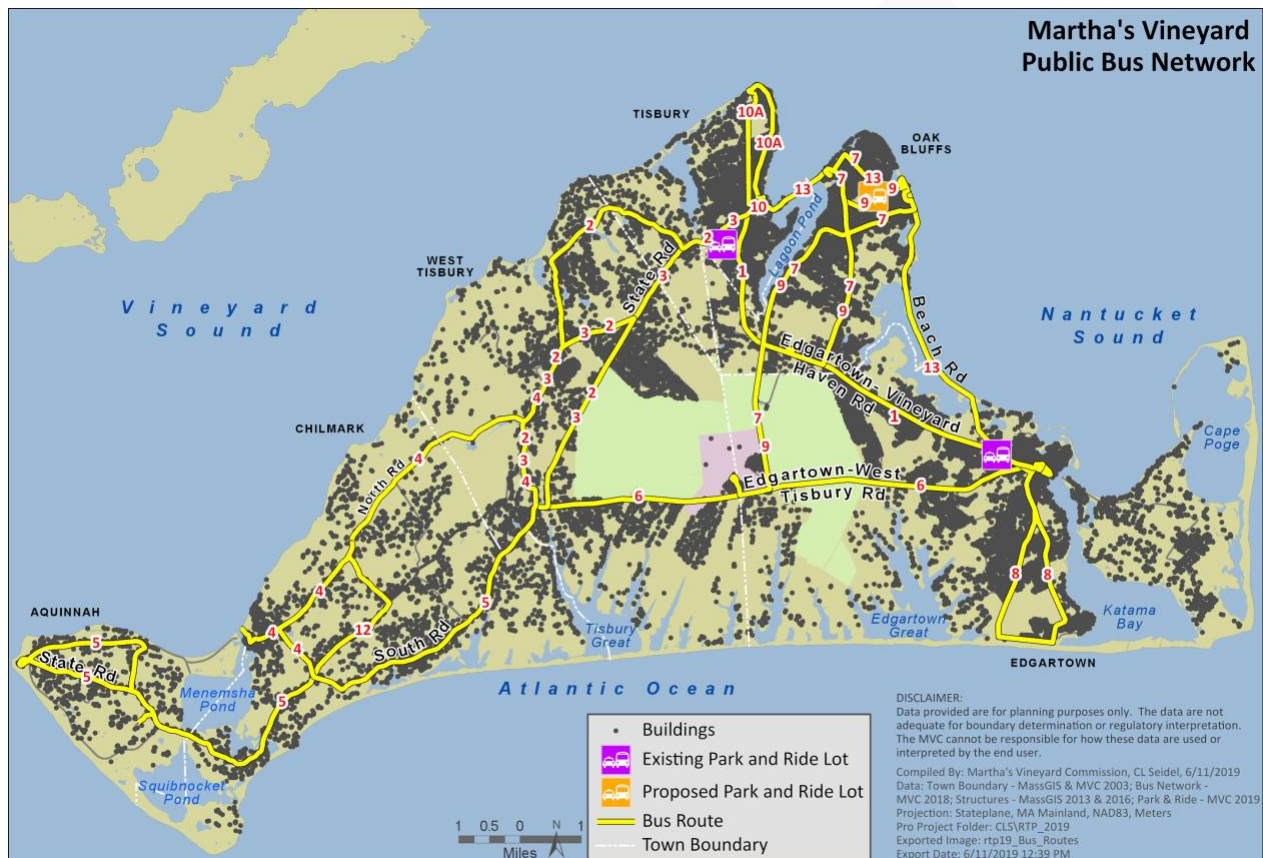 Martha's Vineyard
Public Bus Network
TISBURY
OAK
BLUFFS
10A
10A
7
13
7
13
9
9
10
3
7
2
2
Lagoon Pond
WEST
TISBURY
State Rd
3
1
7
9
7
9
Vineyard
Sound
Nantucket
Sound
Beach Rd
13
3
2
2
3
4
Edgartown- Vineyard
Haven Rd
1
2
3
CHILMARK
North Rd
4
2
3
4
7
9
Cape
Poge
Edgartown-West
Tisbury Rd
6
6
4
5
8
8
AQUINNAH
4
12
4
South Rd
5
State Rd
5
5
Tisbury
Great
Edgartown
Great
Katama
Bay
EDGARTOWN
Menemsha
Pond
Atlantic Ocean
Squibnocket
Pond
Buildings
Existing Park and Ride Lot
Proposed Park and Ride Lot
Bus Route
Town Boundary
1 0.5 0 1
Miles
N
DISCLAIMER:
Data provided are for planning purposes only. The data are not
adequate for boundary determination or regulatory interpretation.
The MVC cannot be responsible for how these data are used or
interpreted by the end user.
Compiled By: Martha's Vineyard Commission, CL Seidel, 6/11/2019
Data: Town Boundary - MassGIS & MVC 2003; Bus Network -
MVC 2018; Structures - MassGIS 2013 & 2016; Park & Ride - MVC 2019
Projection: Stateplane, MA Mainland, NAD83, Meters
Pro Project Folder: CLS\RTP_2019
Exported Image: rtp19_Bus_Routes
Export Date: 6/11/2019 12:39 PM